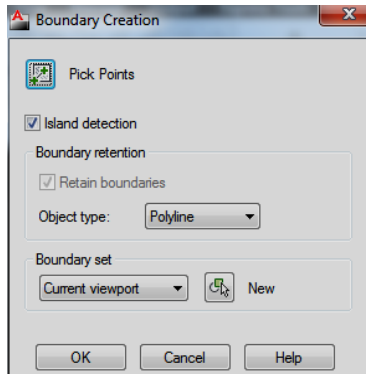 Boundary Creation
Pick Points
Island detection
Boundary retention
Retain boundaries
Object type: Polyline
Boundary set
Current viewport New
OK Cancel Help